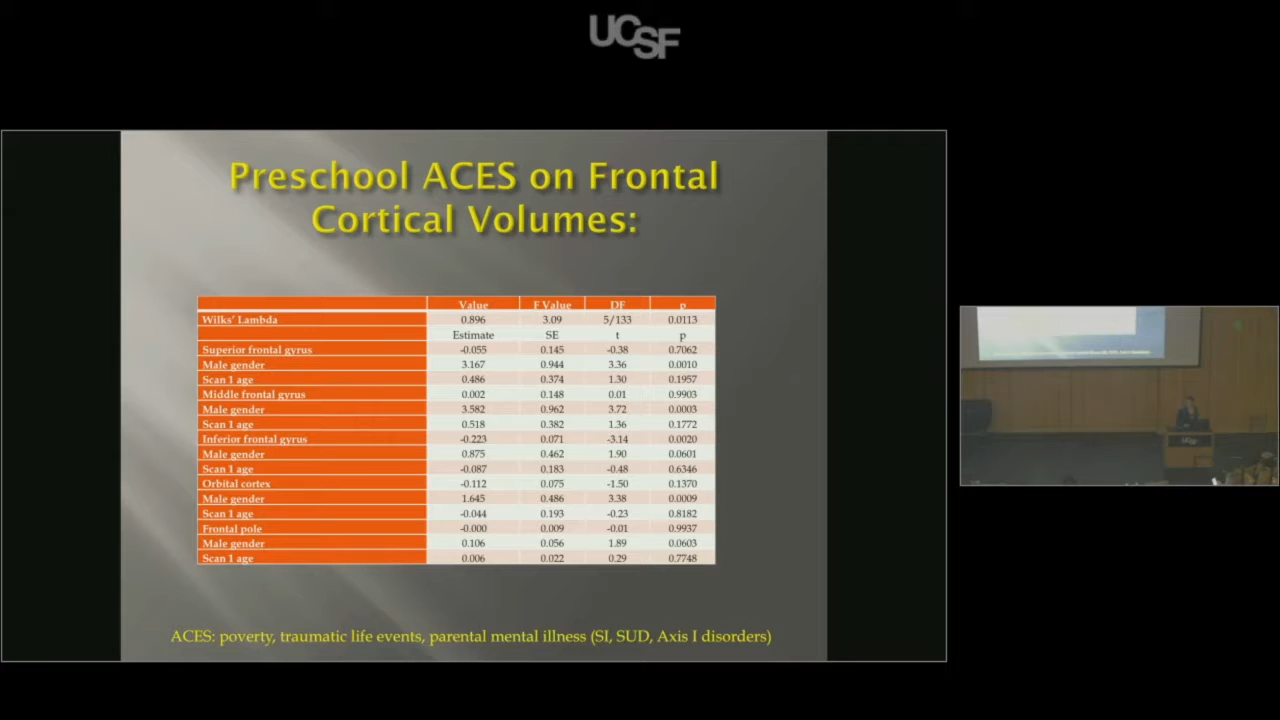 UCSF
Preschool ACES on Frontal
Cortical Volumes:
Value F Value DF p
Wilks' Lambda 0.896 3.09 5/133 0.0113
Estimate SE t p
Superior frontal gyrus -0.055 0.145 -0.38 0.7062
Male gender 3.167 0.944 3.36 0.0010
Scan 1 age 0.486 0.374 1.30 0.1957
Middle frontal gyrus 0.002 0.148 0.01 0.9903
Male gender 3.582 0.962 3.72 0.0003
Scan 1 age 0.518 0.382 1.36 0.1772
Inferior frontal gyrus -0.223 0.071 -3.14 0.0020
Male gender 0.875 0.462 1.90 0.0601
Scan 1 age -0.087 0.183 -0.48 0.6346
Orbital cortex -0.112 0.075 -1.50 0.1370
Male gender 1.645 0.486 3.38 0.0009
Scan 1 age -0.044 0.193 -0.23 0.8182
Frontal pole -0.000 0.009 -0.01 0.9937
Male gender 0.106 0.056 1.89 0.0603
Scan 1 age 0.006 0.022 0.29 0.7748
ACES: poverty, traumatic life events, parental mental illness (SI, SUD, Axis I disorders)
UCSF